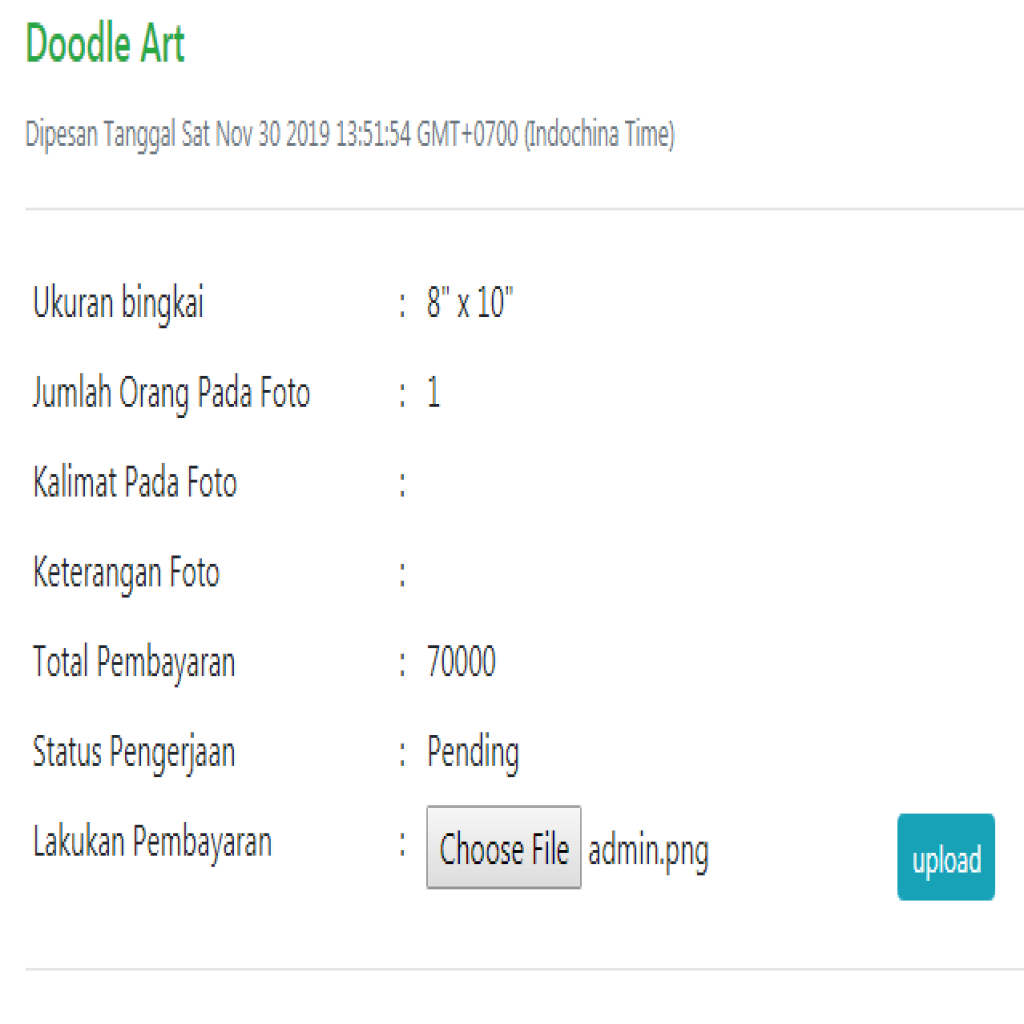 Doodle Art
Dipesan Tanggal Sat Nov 30 2019 13:51:54 GMT+0700 (Indochina Time)
Ukuran bingkai : 8" x 10"
Jumlah Orang Pada Foto : 1
Kalimat Pada Foto :
Keterangan Foto :
Total Pembayaran : 70000
Status Pengerjaan : Pending
Lakukan Pembayaran : Choose File admin.png upload